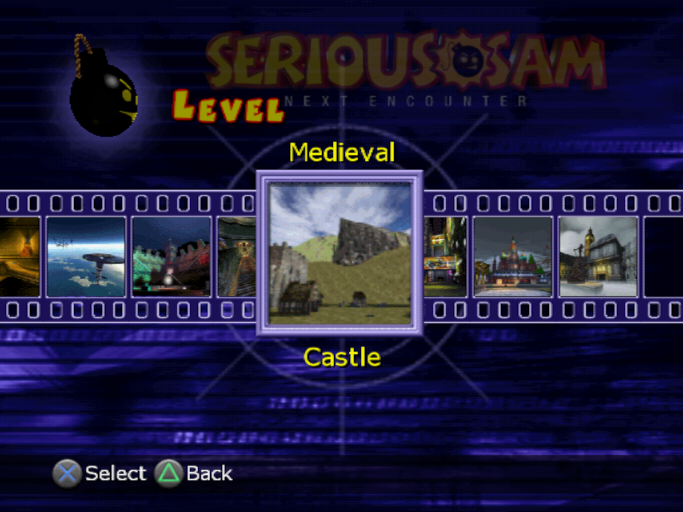 SERIOUS SAM
NEXT ENCOUNTER
LEVEL
Medieval
Castle
Select Back